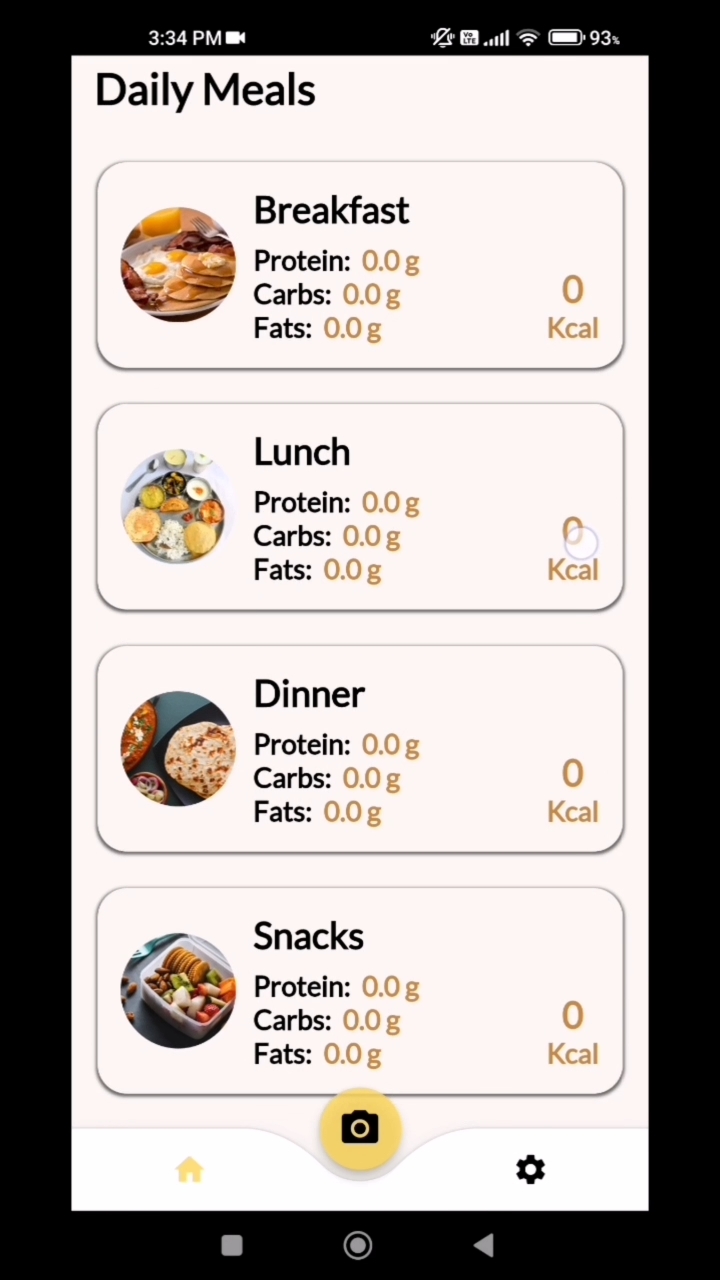 3:34 PM Vo LTE 93%
Daily Meals
Breakfast
Protein: 0.0 g
Carbs: 0.0 g
Fats: 0.0 g
0
Kcal
Lunch
Protein: 0.0 g
Carbs: 0.0 g
Fats: 0.0 g
0
Kcal
Dinner
Protein: 0.0 g
Carbs: 0.0 g
Fats: 0.0 g
0
Kcal
Snacks
Protein: 0.0 g
Carbs: 0.0 g
Fats: 0.0 g
0
Kcal